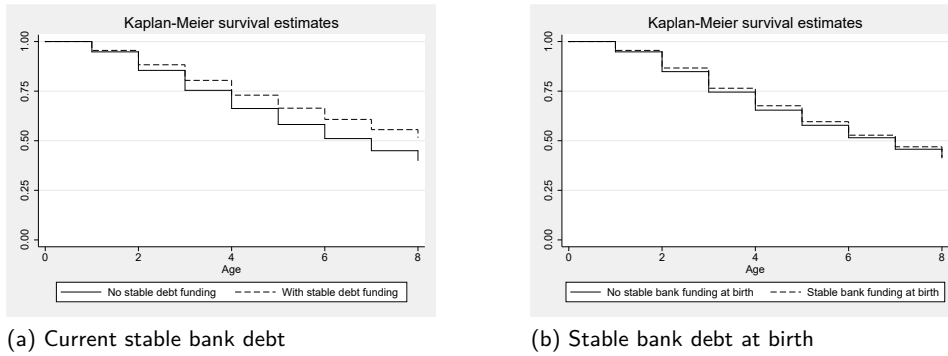 Kaplan-Meier survival estimates
1.00
0.75
0.50
0.25
0.00
0 2 4 6 8
Age
No stable debt funding With stable debt funding
(a) Current stable bank debt
Kaplan-Meier survival estimates
1.00
0.75
0.50
0.25
0.00
0 2 4 6 8
Age
No stable bank funding at birth Stable bank funding at birth
(b) Stable bank debt at birth